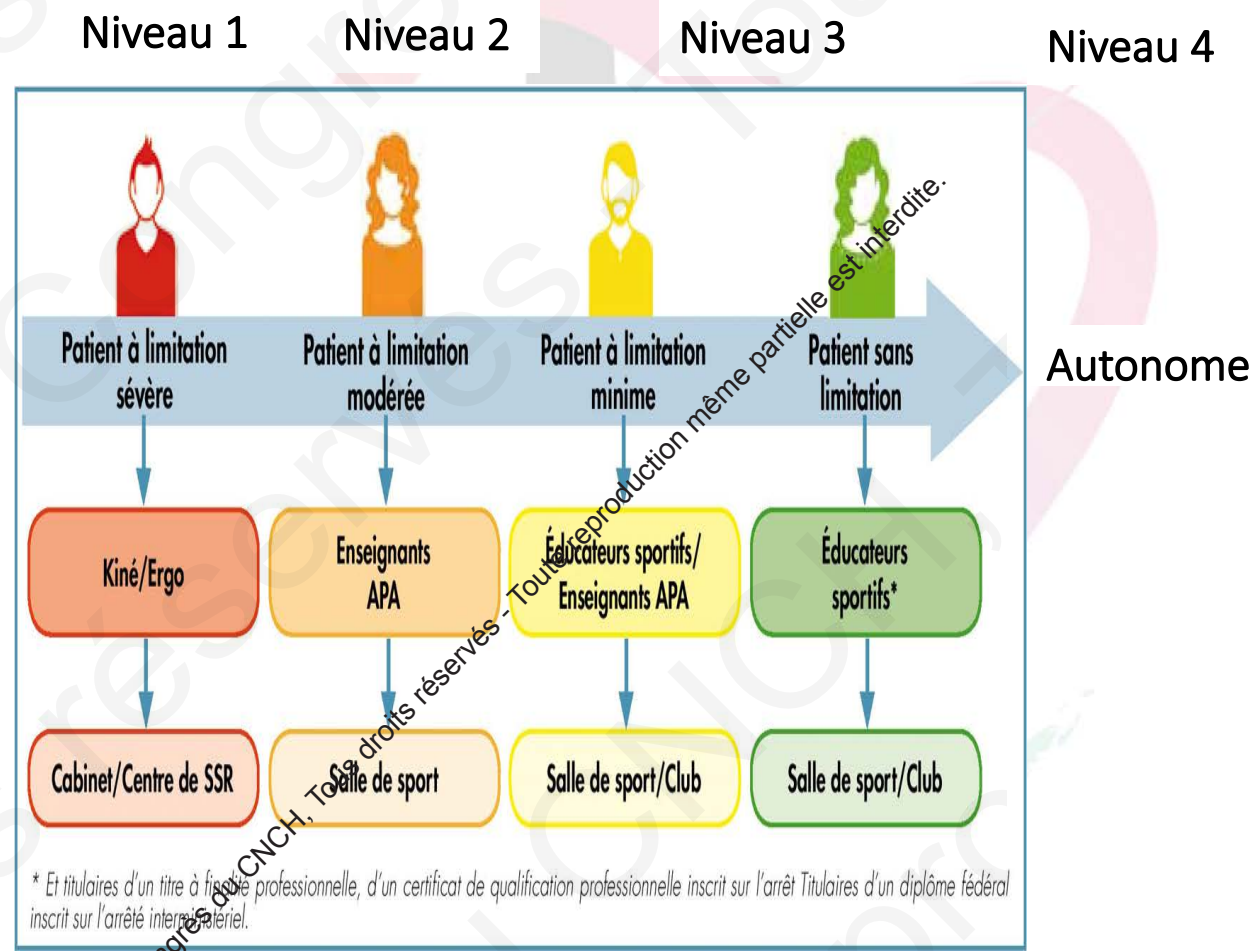 Niveau 1
Niveau 2
Niveau 3
Niveau 4
Patient à limitation
sévère
Patient à limitation
modérée
Patient à limitation
minime
Patient sans
limitation
Autonome
Kiné/Ergo
Enseignants
APA
Éducateurs sportifs/
Enseignants APA
Éducateurs
sportifs*
Cabinet/Centre de SSR
Salle de sport
Salle de sport/Club
Salle de sport/Club
* Et titulaires d'un titre à finalité professionnelle, d'un certificat de qualification professionnelle inscrit sur l'arrêt Titulaires d'un diplôme fédéral
inscrit sur l'arrêté interministériel.
du CNCH, Tous droits réservés - Toute reproduction même partielle est interdite.